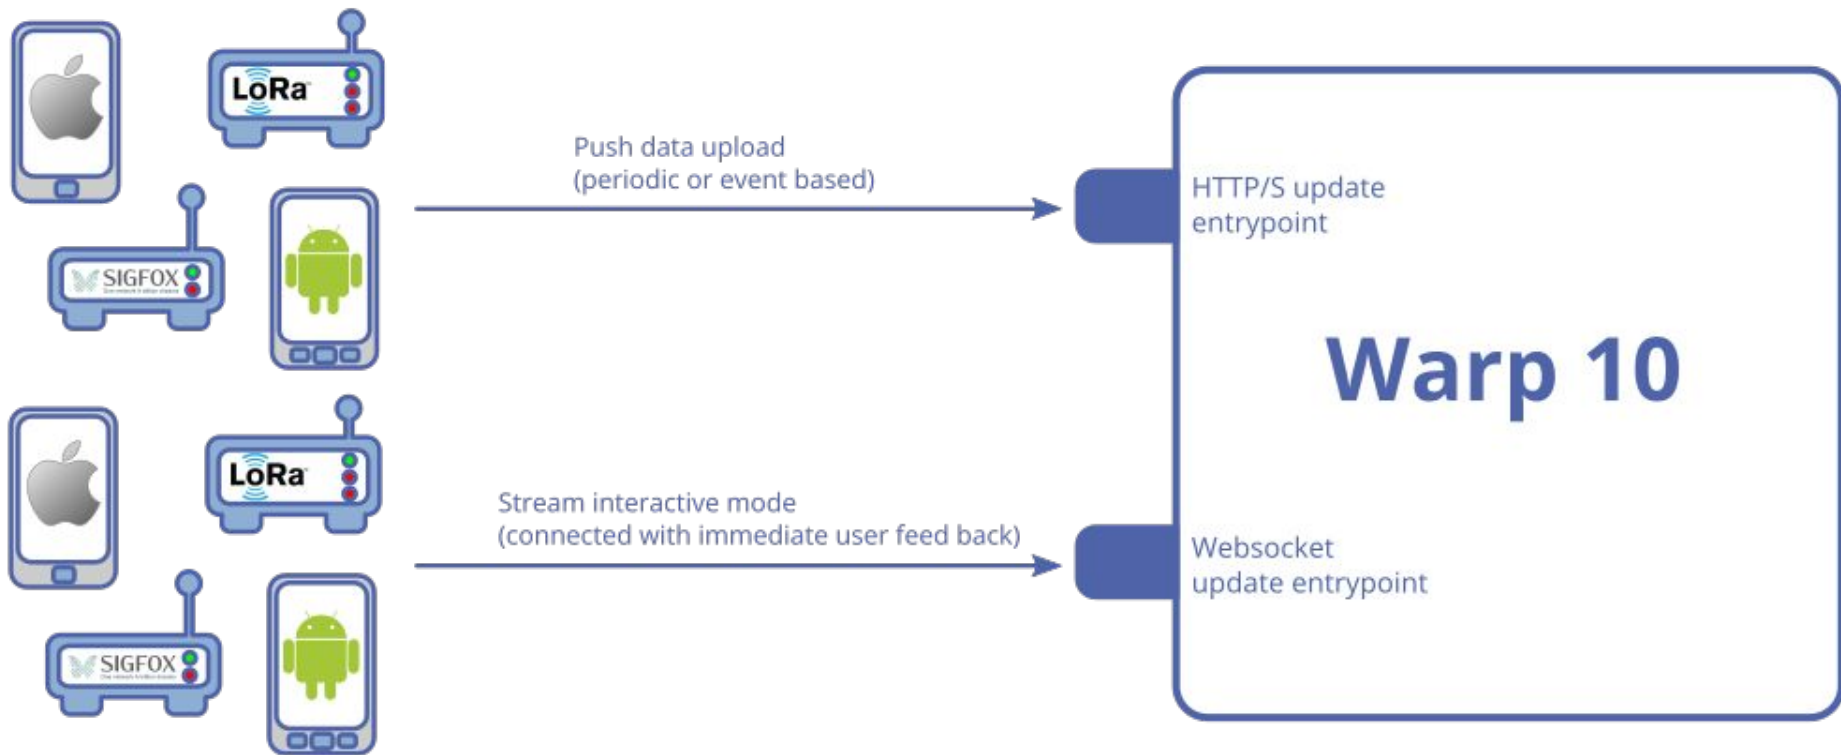 LoRa
Push data upload
(periodic or event based)
HTTP/S update
entrypoint
SIGFOX
Warp 10
LoRa
Stream interactive mode
(connected with immediate user feed back)
Websocket
update entrypoint
SIGFOX